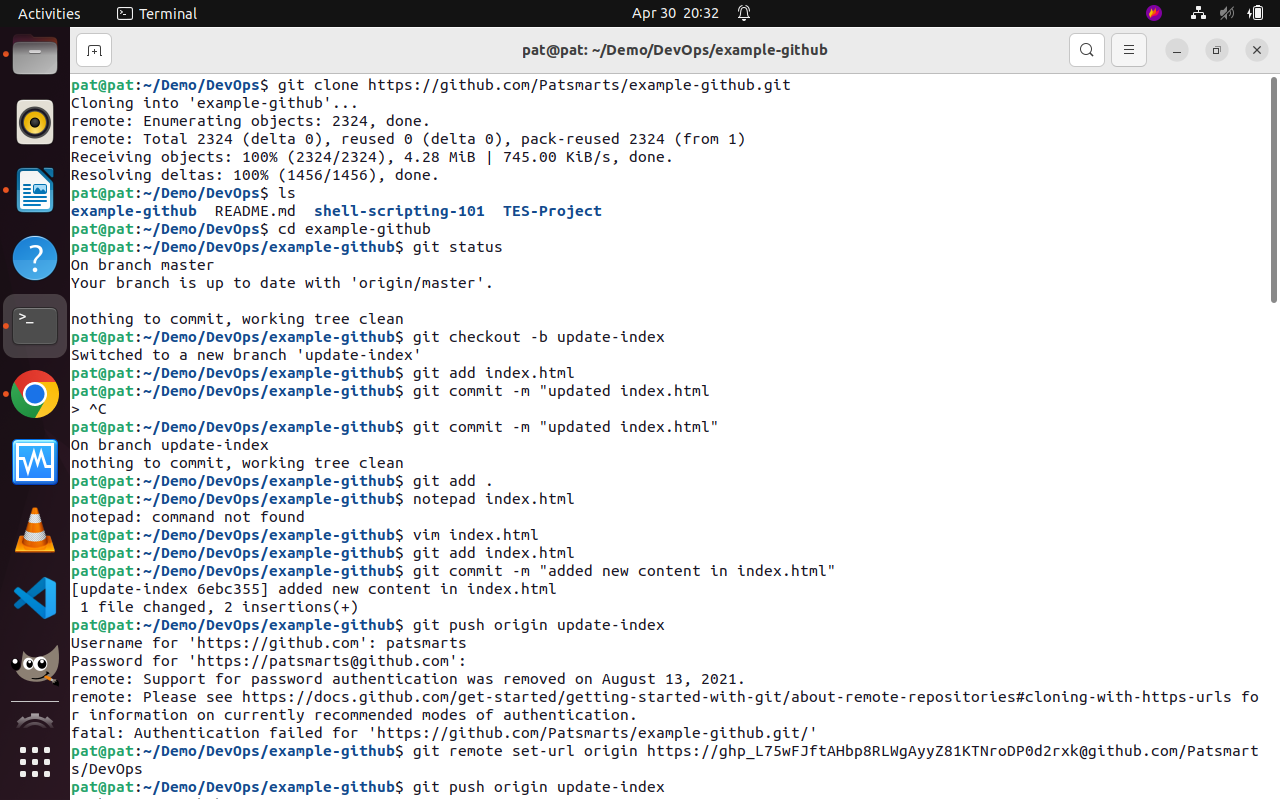 Activities Terminal Apr 30 20:32
pat@pat: ~/Demo/DevOps/example-github
pat@pat:~/Demo/DevOps$ git clone https://github.com/Patsmarts/example-github.git
Cloning into 'example-github'...
remote: Enumerating objects: 2324, done.
remote: Total 2324 (delta 0), reused 0 (delta 0), pack-reused 2324 (from 1)
Receiving objects: 100% (2324/2324), 4.28 MiB | 745.00 KiB/s, done.
Resolving deltas: 100% (1456/1456), done.
pat@pat:~/Demo/DevOps$ ls
example-github  README.md  shell-scripting-101  TES-Project
pat@pat:~/Demo/DevOps$ cd example-github
pat@pat:~/Demo/DevOps/example-github$ git status
On branch master
Your branch is up to date with 'origin/master'.
nothing to commit, working tree clean
pat@pat:~/Demo/DevOps/example-github$ git checkout -b update-index
Switched to a new branch 'update-index'
pat@pat:~/Demo/DevOps/example-github$ git add index.html
pat@pat:~/Demo/DevOps/example-github$ git commit -m "updated index.html
> ^C
pat@pat:~/Demo/DevOps/example-github$ git commit -m "updated index.html"
On branch update-index
nothing to commit, working tree clean
pat@pat:~/Demo/DevOps/example-github$ git add .
pat@pat:~/Demo/DevOps/example-github$ notepad index.html
notepad: command not found
pat@pat:~/Demo/DevOps/example-github$ vim index.html
pat@pat:~/Demo/DevOps/example-github$ git add index.html
pat@pat:~/Demo/DevOps/example-github$ git commit -m "added new content in index.html"
[update-index 6ebc355] added new content in index.html
 1 file changed, 2 insertions(+)
pat@pat:~/Demo/DevOps/example-github$ git push origin update-index
Username for 'https://github.com': patsmarts
Password for 'https://patsmarts@github.com':
remote: Support for password authentication was removed on August 13, 2021.
remote: Please see https://docs.github.com/get-started/getting-started-with-git/about-remote-repositories#cloning-with-https-urls fo
r information on currently recommended modes of authentication.
fatal: Authentication failed for 'https://github.com/Patsmarts/example-github.git/'
pat@pat:~/Demo/DevOps/example-github$ git remote set-url origin https://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@github.com/Patsmart
s/DevOps
pat@pat:~/Demo/DevOps/example-github$ git push origin update-index